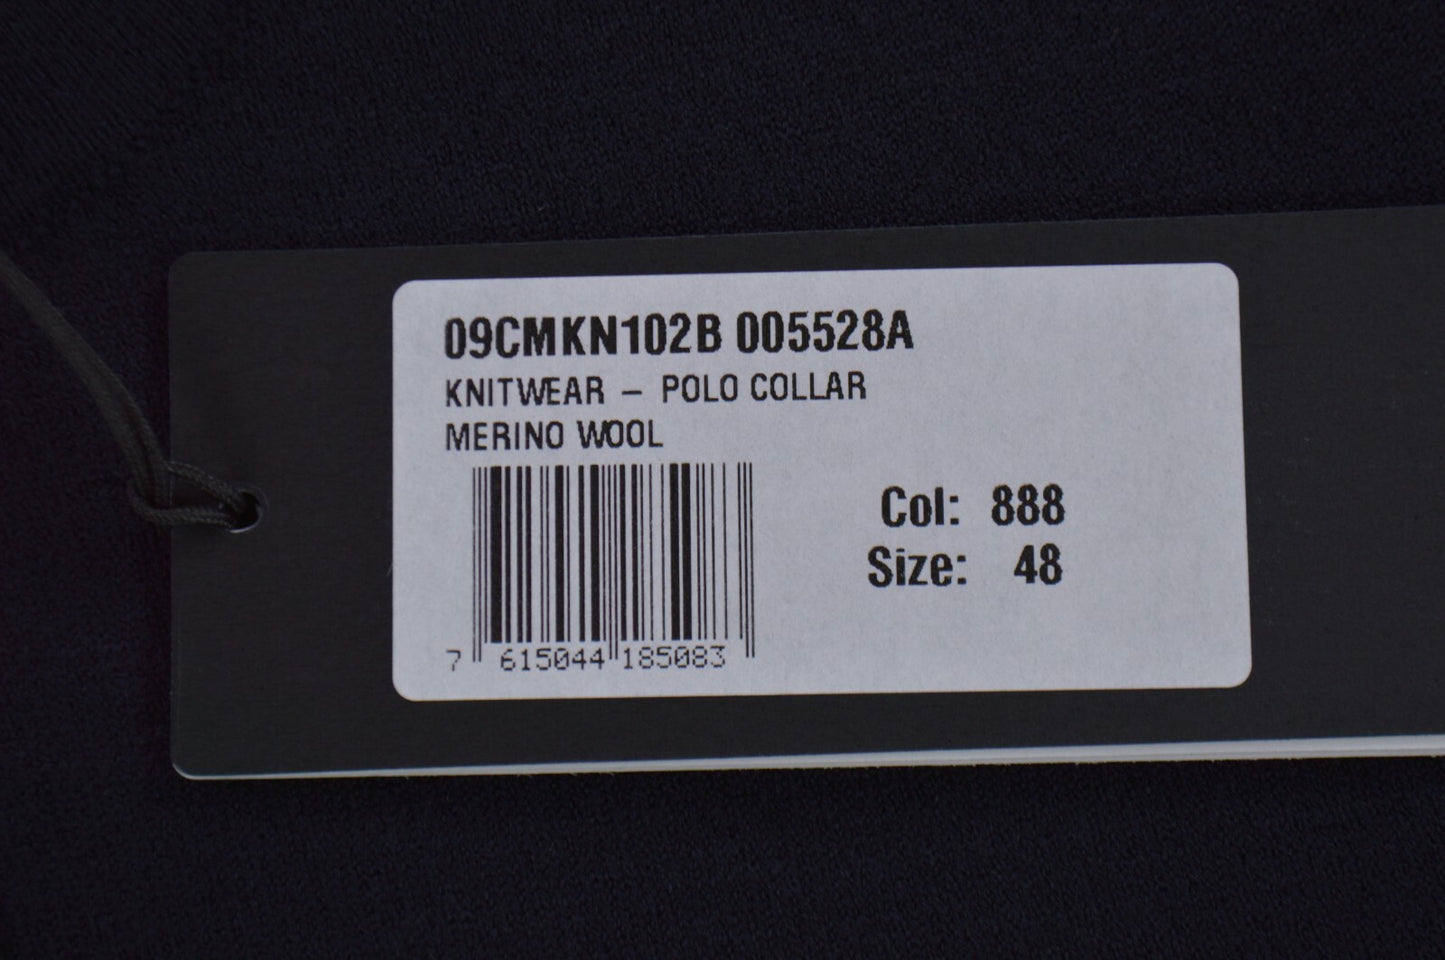 09CMKN102B 005528A
KNITWEAR – POLO COLLAR
MERINO WOOL
Col: 888
Size: 48
7 615044 185083